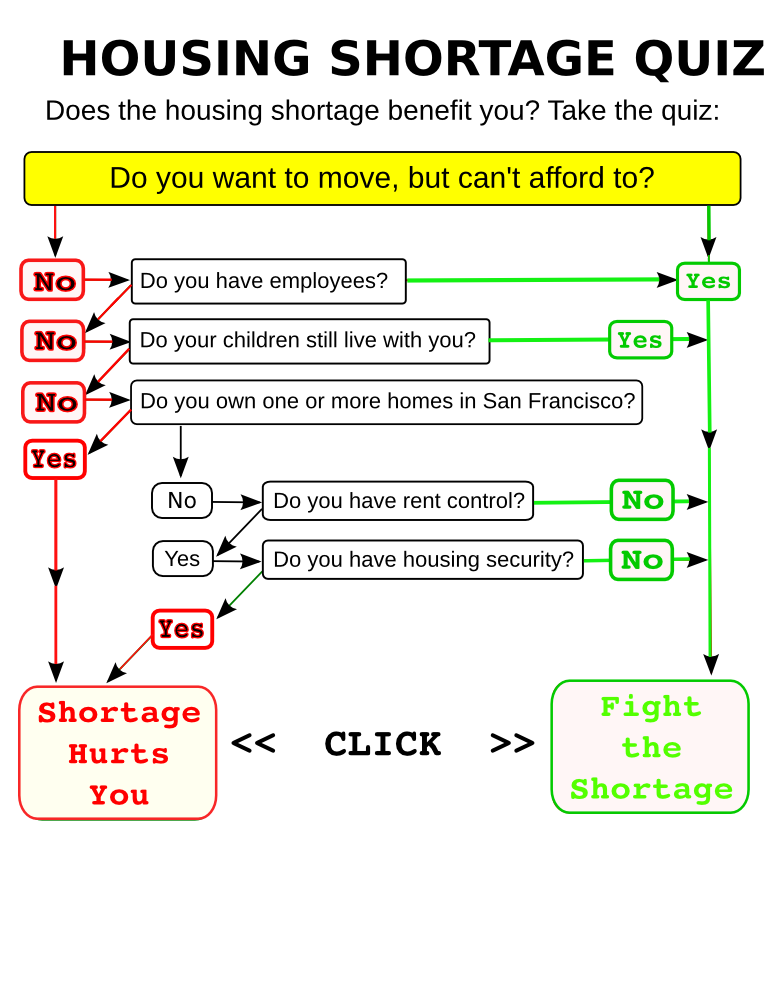 HOUSING SHORTAGE QUIZ
Does the housing shortage benefit you? Take the quiz:
Do you want to move, but can't afford to?
No
Do you have employees?
Yes
No
Do your children still live with you?
Yes
No
Do you own one or more homes in San Francisco?
Yes
No
Do you have rent control?
No
Yes
Do you have housing security?
No
Yes
Shortage
Hurts
You
<< CLICK >>
Fight
the
Shortage